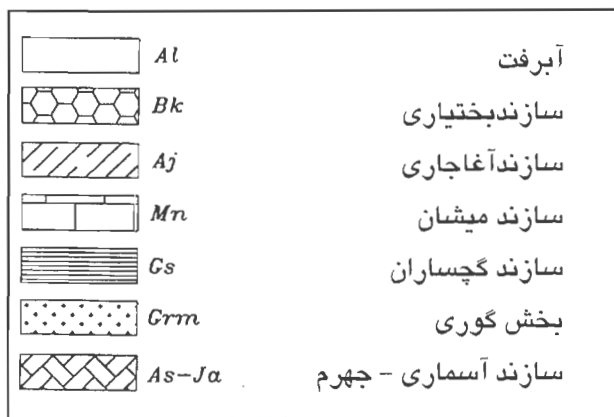 Al آبرفت
Bk سازندبختیاری
Aj سازندآغاجاری
Mn سازند میشان
Gs سازند گچساران
Grm بخش گوری
As-Ja سازند آسماری - جهرم